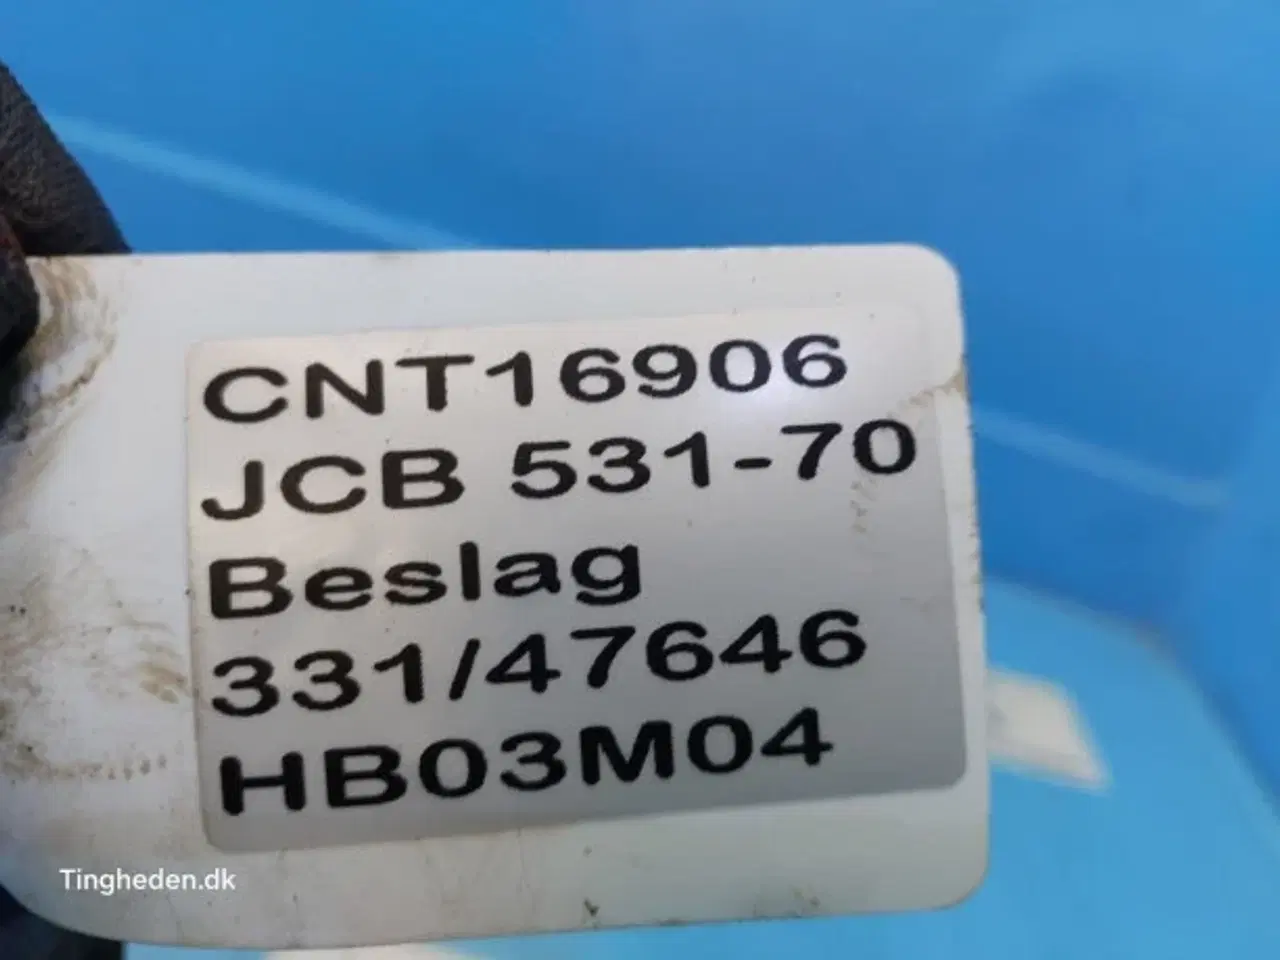 CNT16906
JCB 531-70
Beslag
331/47646
HB03M04
Tingheden.dk